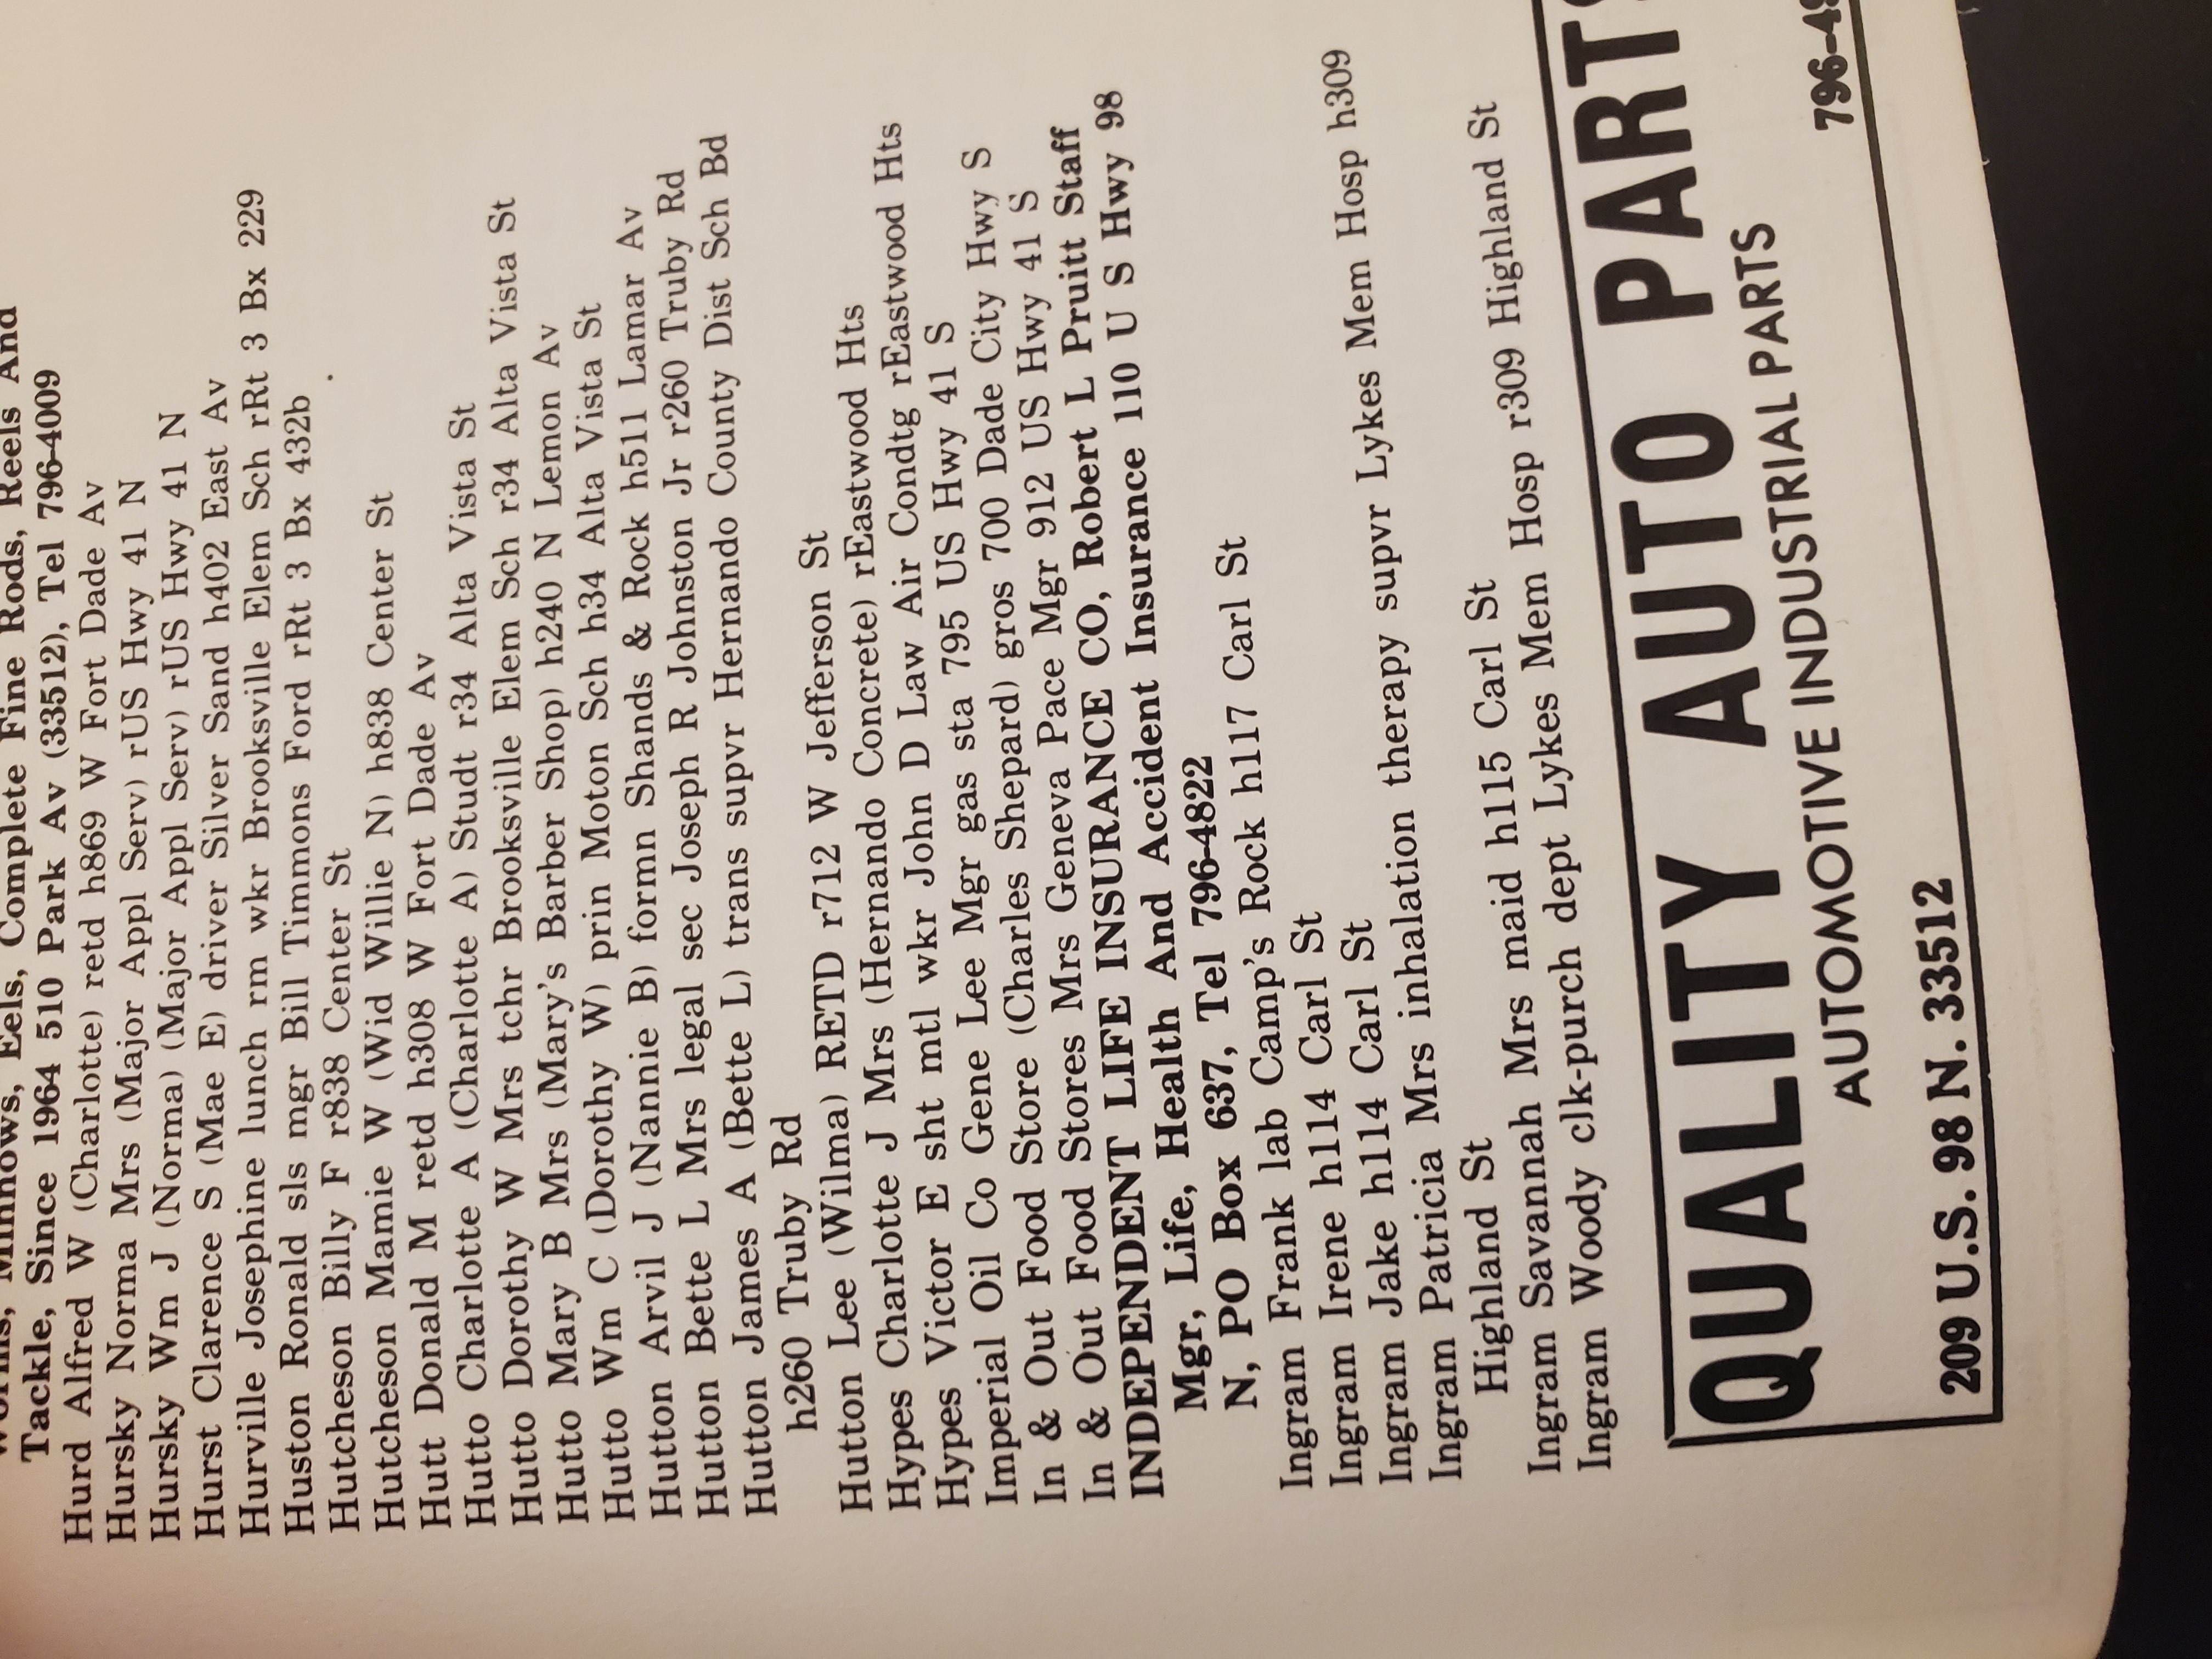 Worms, Minnows, Eels, Complete Fine Rods, Reels And
Tackle, Since 1964 510 Park Av (33512), Tel 796-4009
Hurd Alfred W (Charlotte) retd h869 W Fort Dade Av
Hursky Norma Mrs (Major Appl Serv) rUS Hwy 41 N
Hursky Wm J (Norma) (Major Appl Serv) rUS Hwy 41 N
Hurst Clarence S (Mae E) driver Silver Sand h402 East Av
Hurville Josephine lunch rm wkr Brooksville Elem Sch rRt 3 Bx 229
Huston Ronald sls mgr Bill Timmons Ford rRt 3 Bx 432b
Hutcheson Billy F r838 Center St
Hutcheson Mamie W (Wid Willie N) h838 Center St
Hutt Donald M retd h308 W Fort Dade Av
Hutto Charlotte A (Charlotte A) Studt r34 Alta Vista St
Hutto Dorothy W Mrs tchr Brooksville Elem Sch r34 Alta Vista St
Hutto Mary B Mrs (Mary's Barber Shop) h240 N Lemon Av
Hutto Wm C (Dorothy W) prin Moton Sch h34 Alta Vista St
Hutton Arvil J (Nannie B) formn Shands & Rock h511 Lamar Av
Hutton Bette L Mrs legal sec Joseph R Johnston Jr r260 Truby Rd
Hutton James A (Bette L) trans supvr Hernando County Dist Sch Bd
h260 Truby Rd
Hutton Lee (Wilma) RETD r712 W Jefferson St
Hypes Charlotte J Mrs (Hernando Concrete) rEastwood Hts
Hypes Victor E sht mtl wkr John D Law Air Condtg rEastwood Hts
Imperial Oil Co Gene Lee Mgr gas sta 795 US Hwy 41 S
In & Out Food Store (Charles Shepard) gros 700 Dade City Hwy S
In & Out Food Stores Mrs Geneva Pace Mgr 912 US Hwy 41 S
INDEPENDENT LIFE INSURANCE CO, Robert L Pruitt Staff
Mgr, Life, Health And Accident Insurance 110 U S Hwy 98
N, PO Box 637, Tel 796-4822
Ingram Frank lab Camp's Rock h117 Carl St
Ingram Irene h114 Carl St
Ingram Jake h114 Carl St
Ingram Patricia Mrs inhalation therapy supvr Lykes Mem Hosp h309
Highland St
Ingram Savannah Mrs maid h115 Carl St
Ingram Woody clk-purch dept Lykes Mem Hosp r309 Highland St
QUALITY AUTO PARTS
AUTOMOTIVE INDUSTRIAL PARTS
209 U.S. 98 N. 33512 796-49